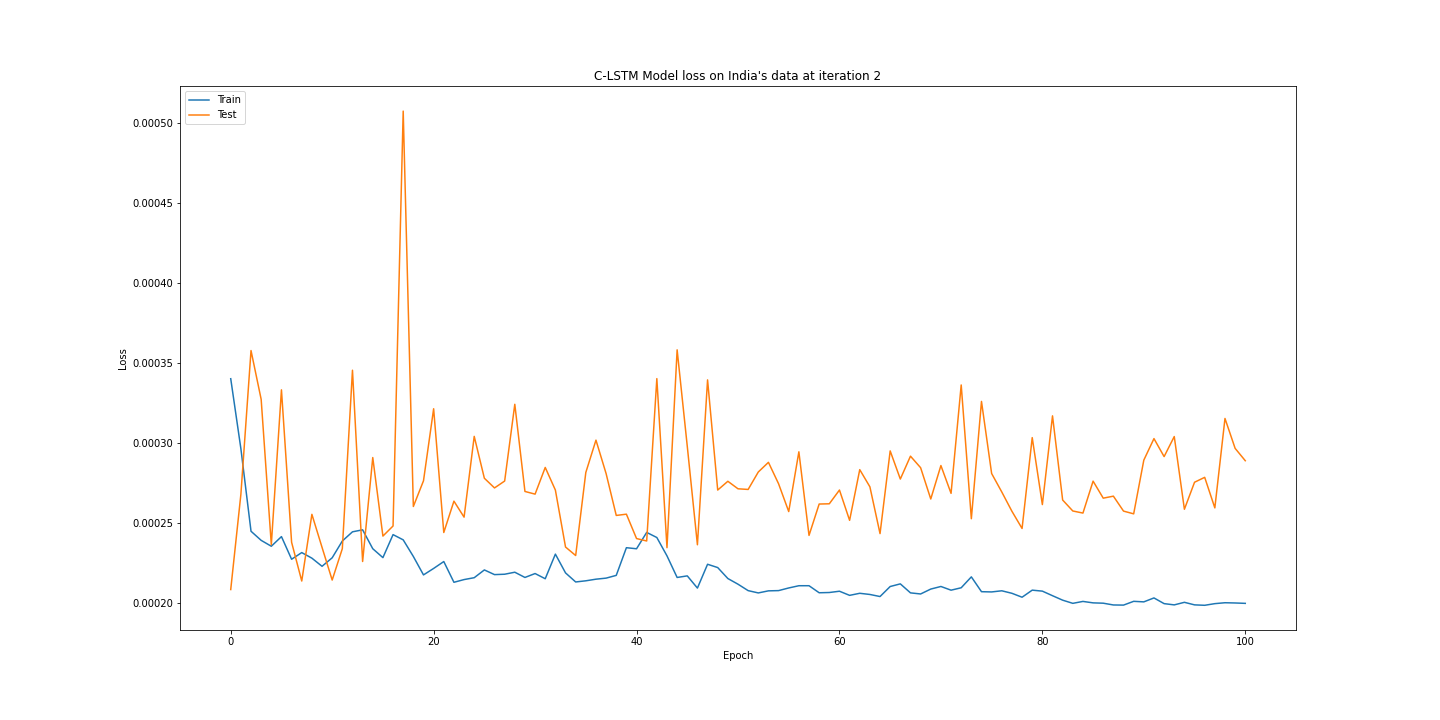 C-LSTM Model loss on India's data at iteration 2
Train
Test
0.00050
0.00045
0.00040
0.00035
0.00030
0.00025
0.00020
Loss
0 20 40 60 80 100
Epoch